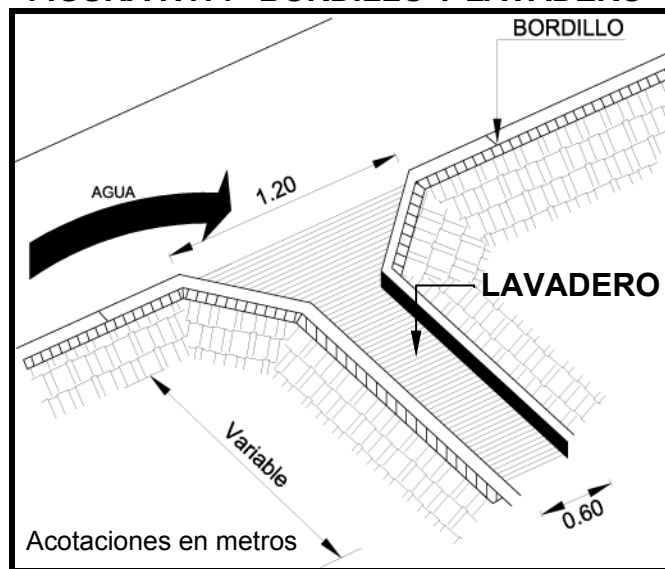 BORDILLO
AGUA
1.20
LAVADERO
Variable
0.60
Acotaciones en metros